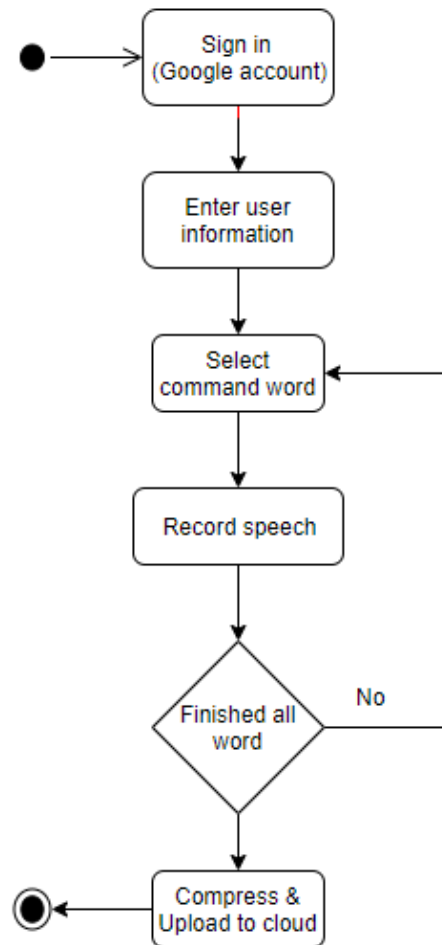 Sign in
(Google account)
Enter user
information
Select
command word
Record speech
Finished all
word
No
Compress &
Upload to cloud